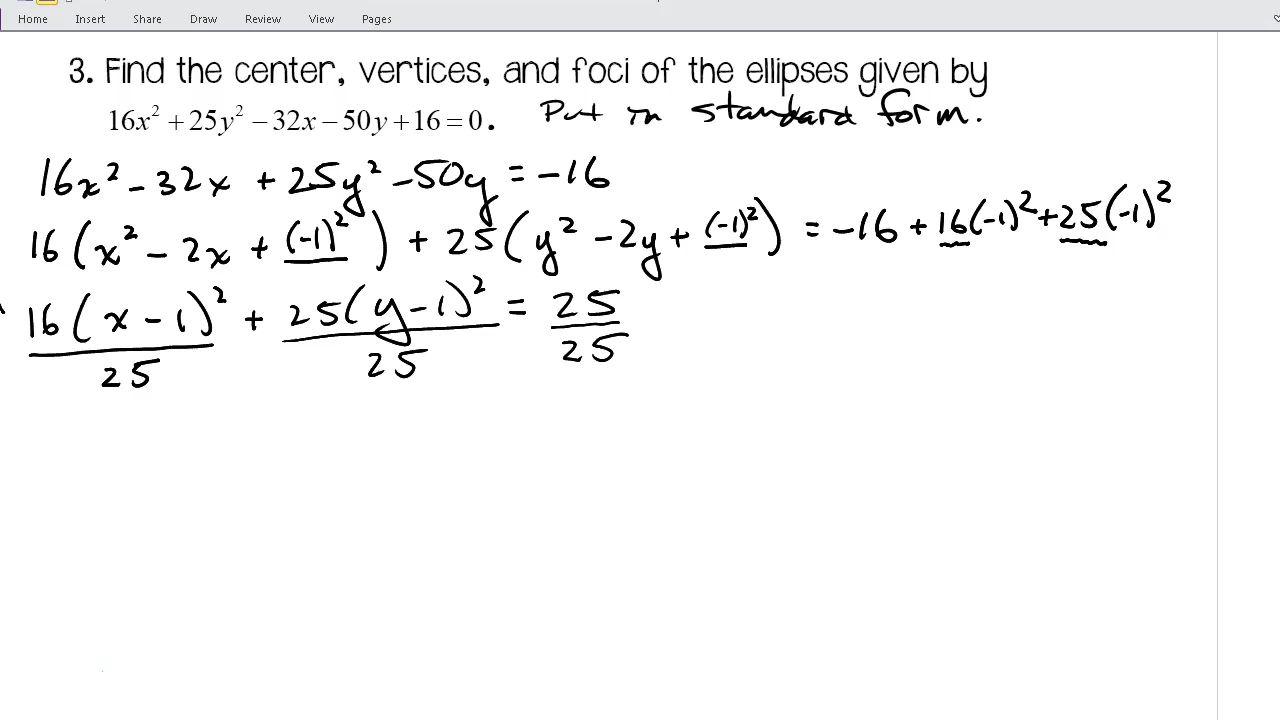 Home Insert Share Draw Review View Pages
3. Find the center, vertices, and foci of the ellipses given by
16x² + 25y² − 32x − 50y + 16 = 0. Put in standard form.
16x² − 32x + 25y² − 50y = −16
16(x² − 2x + (−1)²) + 25(y² − 2y + (−1)²) = −16 + 16(−1)² + 25(−1)²
16(x − 1)²/25 + 25(y − 1)²/25 = 25/25